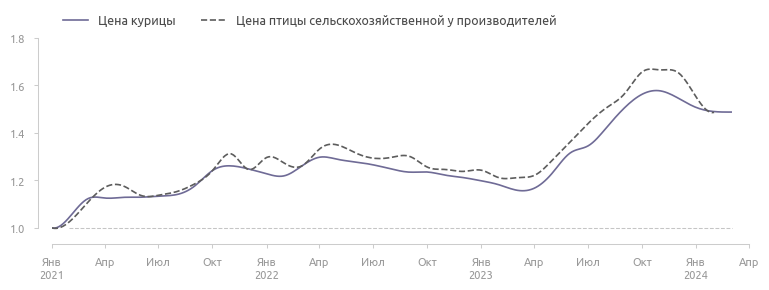 Цена курицы Цена птицы сельскохозяйственной у производителей
1.8
1.6
1.4
1.2
1.0
Янв Апр Июл Окт Янв Апр Июл Окт Янв Апр Июл Окт Янв Апр
2021 2022 2023 2024